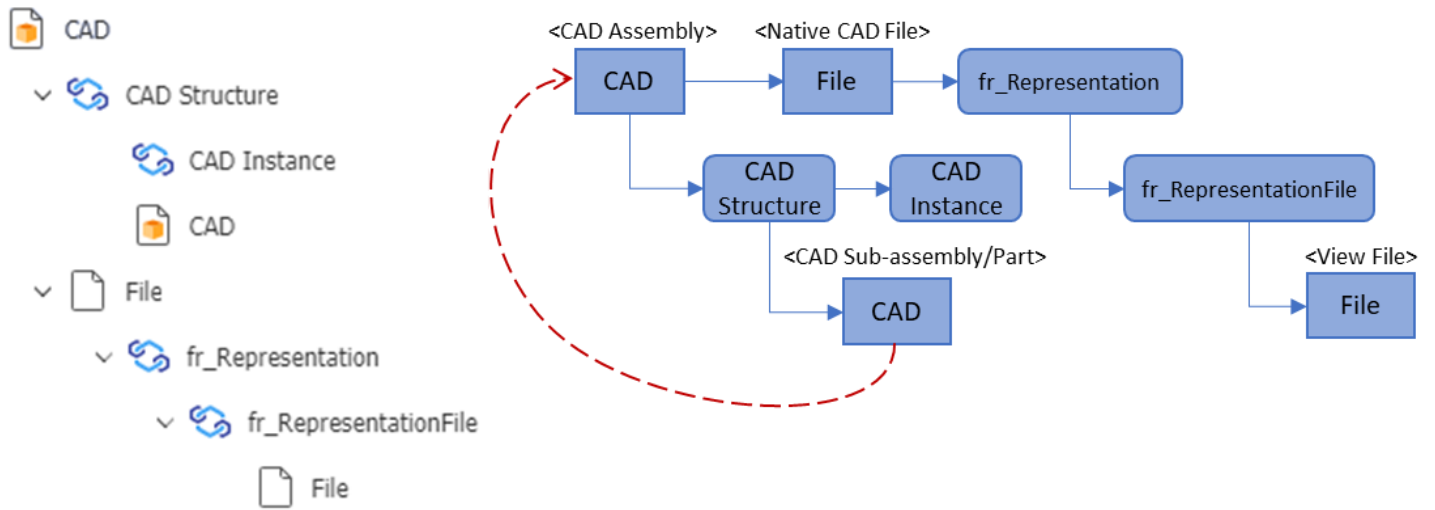 CAD
CAD Structure
CAD Instance
CAD
File
fr_Representation
fr_RepresentationFile
File
<CAD Assembly>
<Native CAD File>
CAD
File
fr_Representation
CAD
Structure
CAD
Instance
fr_RepresentationFile
<CAD Sub-assembly/Part>
CAD
<View File>
File